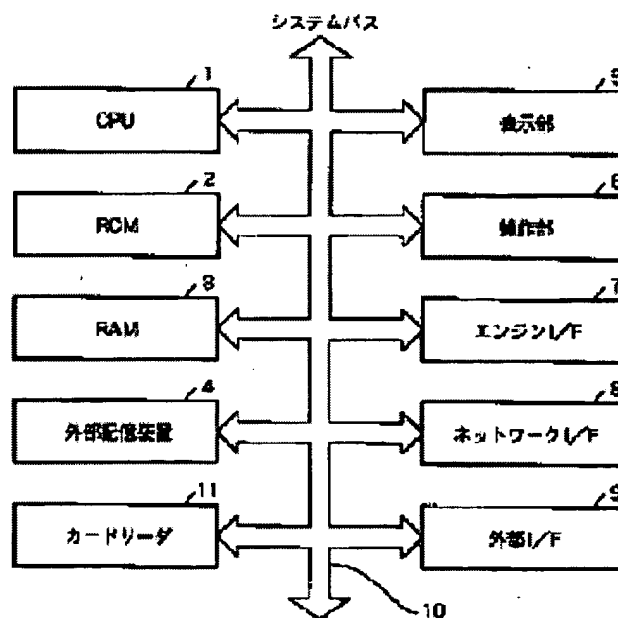 システムバス
1
CPU
2
ROM
3
RAM
4
外部記憶装置
11
カードリーダ
5
表示部
6
操作部
7
エンジンI/F
8
ネットワークI/F
9
外部I/F
10